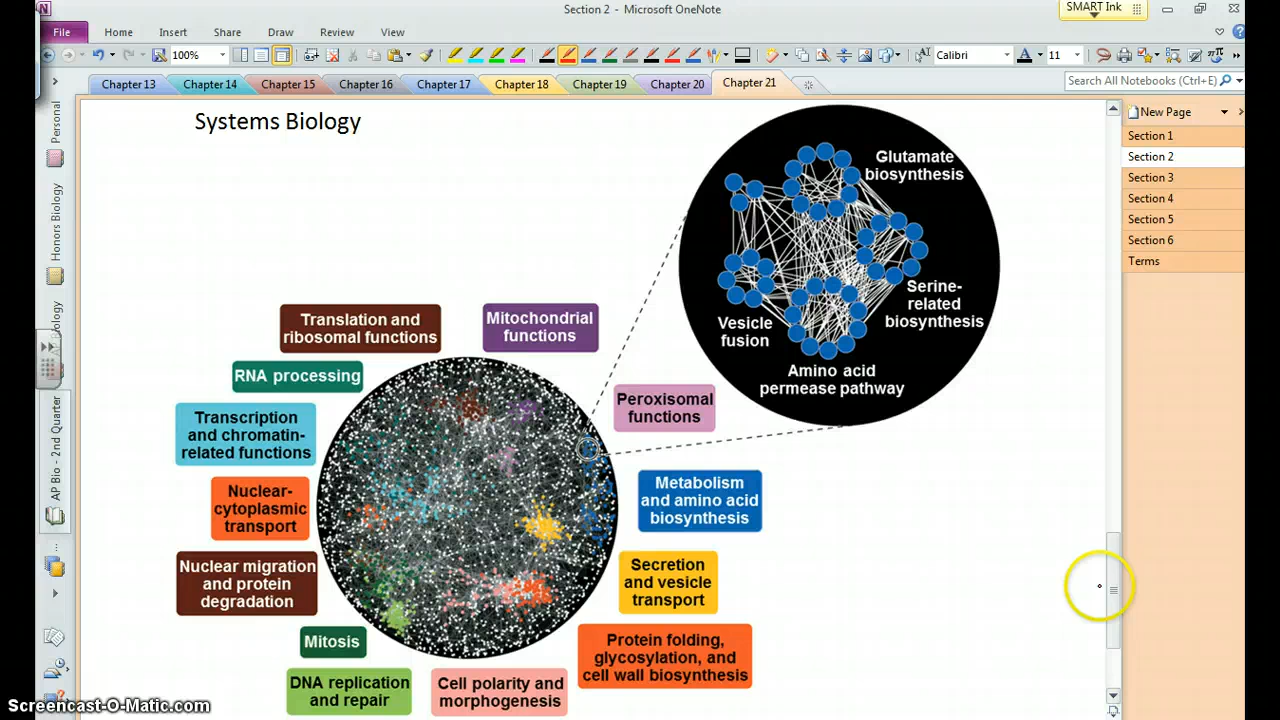 Section 2 - Microsoft OneNote
SMART Ink
File Home Insert Share Draw Review View
100%
Calibri
11
Chapter 13 Chapter 14 Chapter 15 Chapter 16 Chapter 17 Chapter 18 Chapter 19 Chapter 20 Chapter 21
Search All Notebooks (Ctrl+E)
Personal
Honors Biology
AP Bio - 2nd Quarter
New Page
Section 1
Section 2
Section 3
Section 4
Section 5
Section 6
Terms
Systems Biology
Glutamate
biosynthesis
Serine-
related
biosynthesis
Vesicle
fusion
Amino acid
permease pathway
Translation and
ribosomal functions
Mitochondrial
functions
RNA processing
Peroxisomal
functions
Transcription
and chromatin-
related functions
Nuclear-
cytoplasmic
transport
Metabolism
and amino acid
biosynthesis
Nuclear migration
and protein
degradation
Secretion
and vesicle
transport
Mitosis
Protein folding,
glycosylation, and
cell wall biosynthesis
DNA replication
and repair
Cell polarity and
morphogenesis
Screencast-O-Matic.com